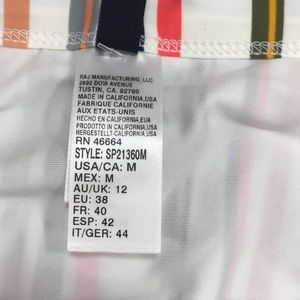 RAJ MANUFACTURING, LLC.
2692 DOW AVENUE
TUSTIN, CA. 92780
MADE IN CALIFORNIA, USA
FABRIQUE CALIFORNIE
AUX ETATS-UNIS
HECHO EN CALIFORNIA, EUA
PRODOTTO IN CALIFORNIA, USA
HERGESTELLT-CALIFORNIA, USA
RN 46664
STYLE: SP21360M
USA/CA: M
MEX: M
AU/UK: 12
EU: 38
FR: 40
ESP: 42
IT/GER: 44